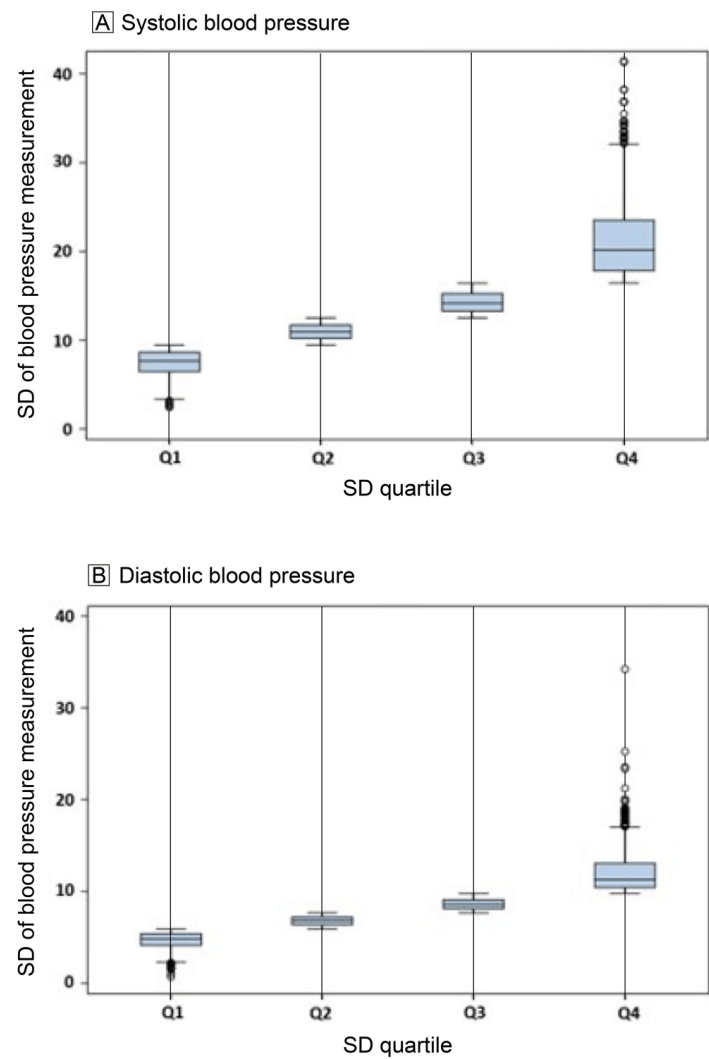 A Systolic blood pressure
SD of blood pressure measurement
40
30
20
10
0
Q1 Q2 Q3 Q4
SD quartile
B Diastolic blood pressure
SD of blood pressure measurement
40
30
20
10
0
Q1 Q2 Q3 Q4
SD quartile